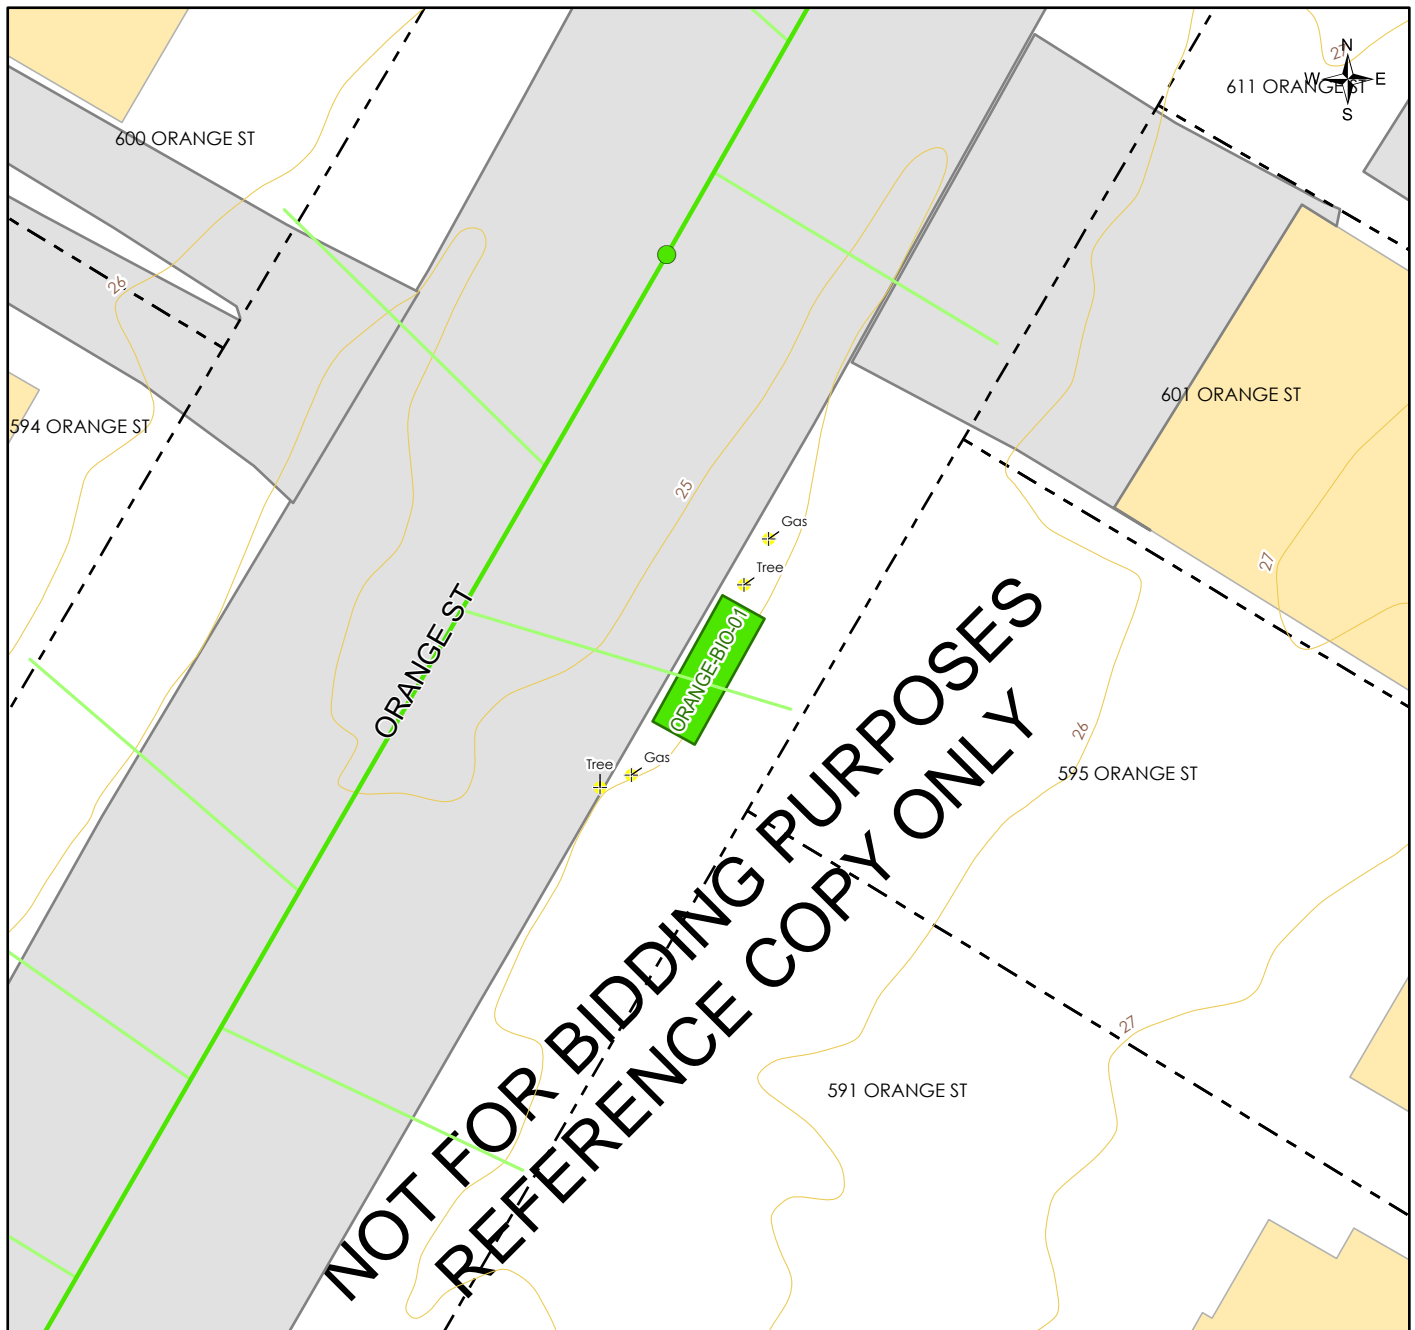 N
27
W E
611 ORANGE ST
S
600 ORANGE ST
26
601 ORANGE ST
594 ORANGE ST
25
Gas
27
Tree
ORANGE ST
ORANGE-BIO-01
NOT FOR BIDDING PURPOSES
REFERENCE COPY ONLY
26
Gas
Tree
595 ORANGE ST
27
591 ORANGE ST